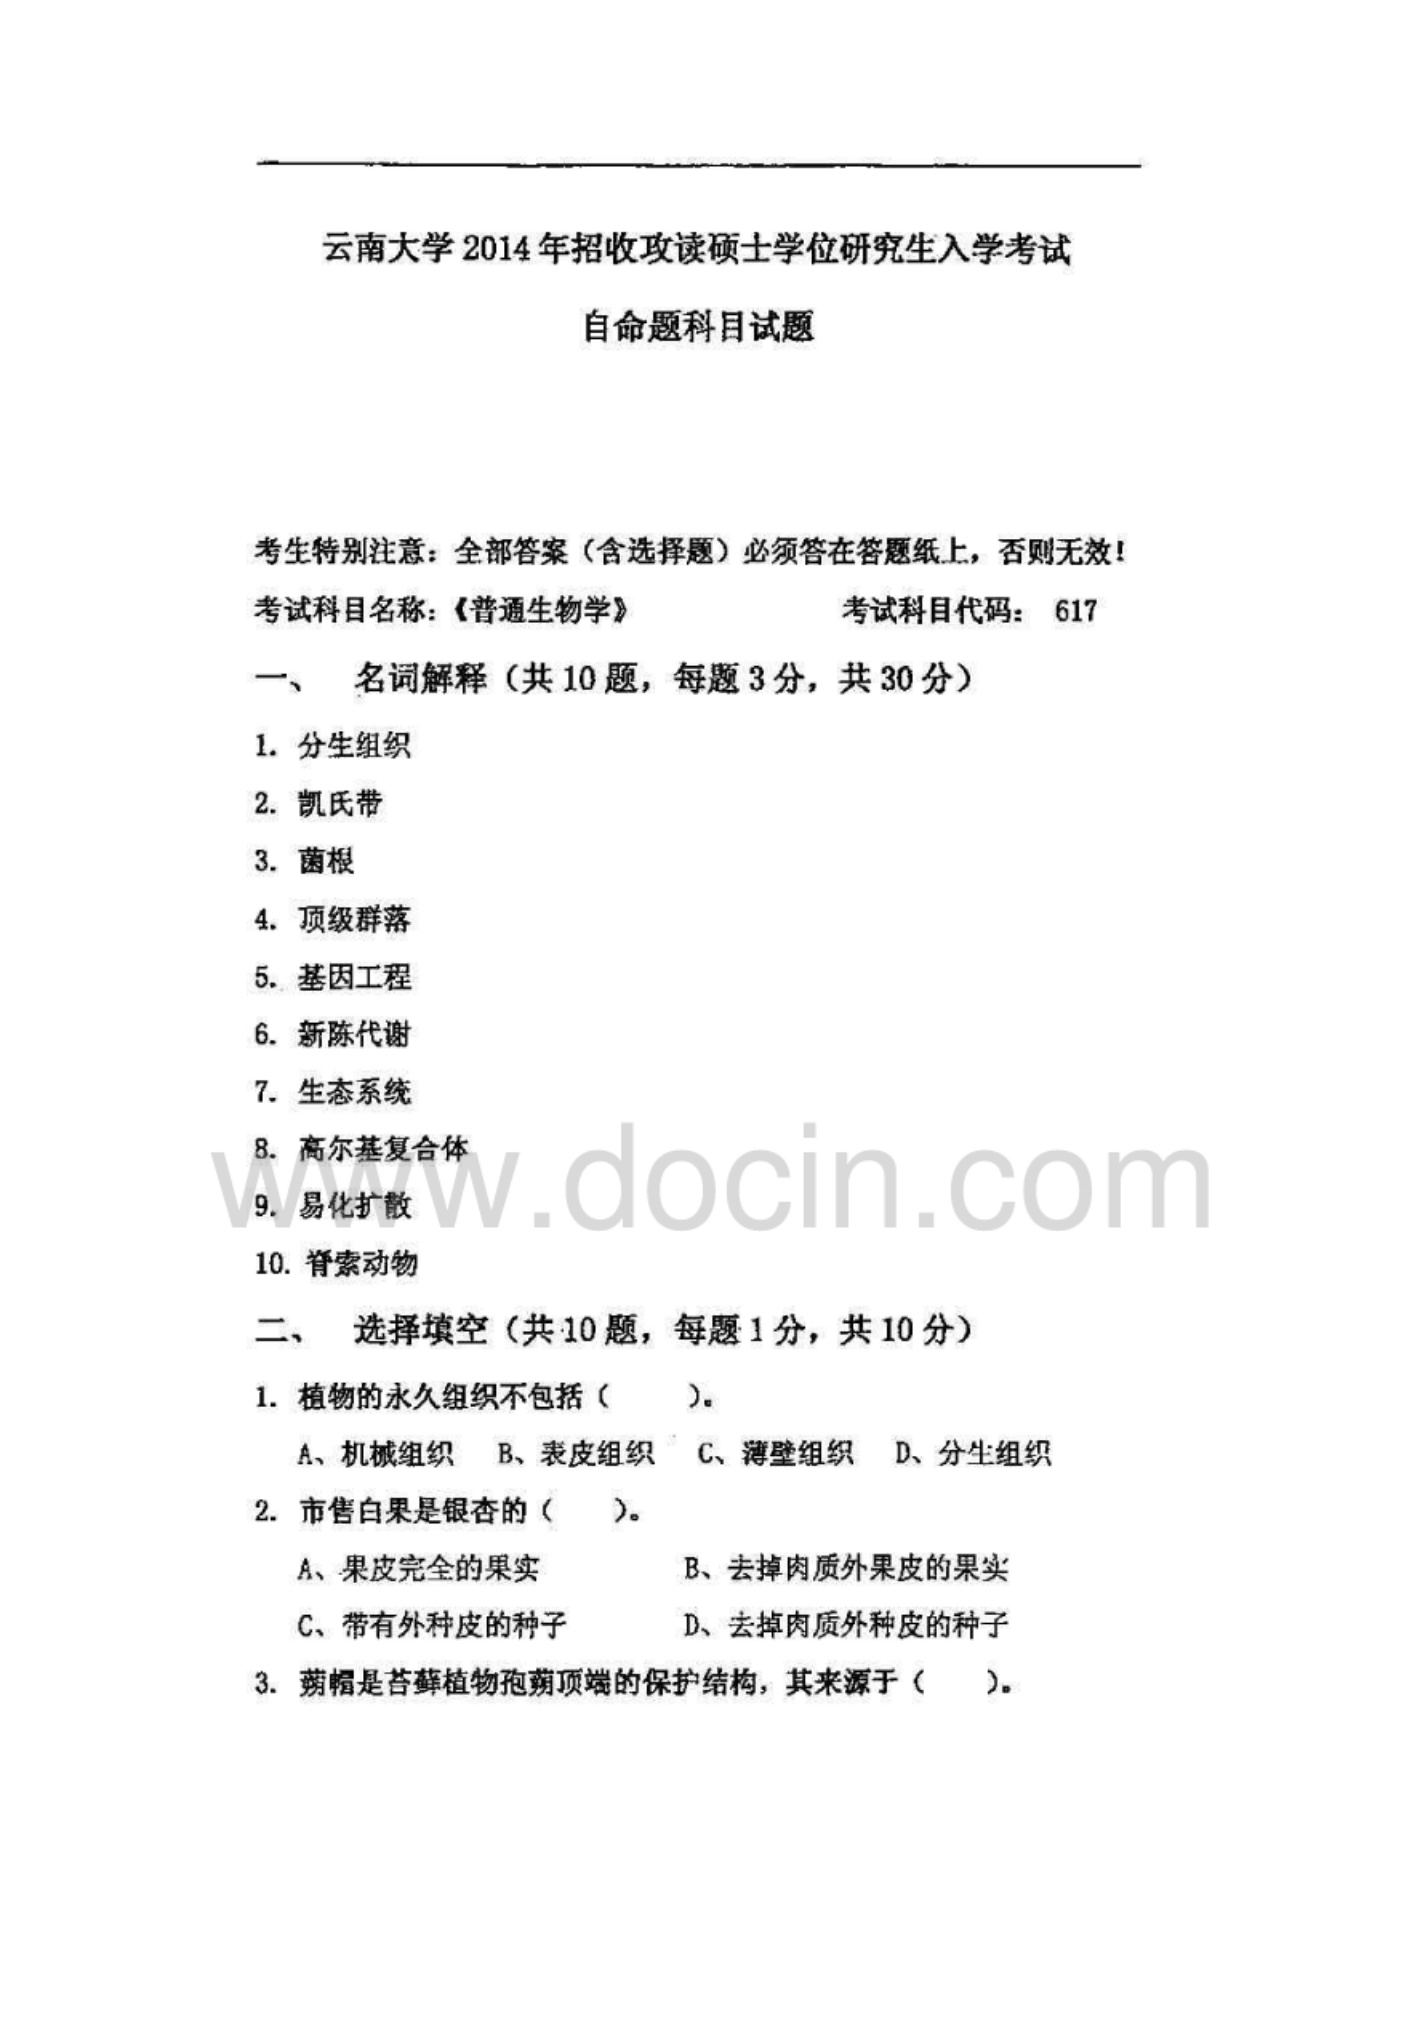 云南大学2014年招收攻读硕士学位研究生入学考试
自命题科目试题
考生特别注意：全部答案（含选择题）必须答在答题纸上，否则无效！
考试科目名称：《普通生物学》 考试科目代码： 617
一、 名词解释（共10题，每题3分，共30分）
1. 分生组织
2. 凯氏带
3. 菌根
4. 顶级群落
5. 基因工程
6. 新陈代谢
7. 生态系统
8. 高尔基复合体
www.docin.com
9. 易化扩散
10. 脊索动物
二、 选择填空（共10题，每题1分，共10分）
1. 植物的永久组织不包括（ ）。
A、机械组织 B、表皮组织 C、薄壁组织 D、分生组织
2. 市售白果是银杏的（ ）。
A、果皮完全的果实 B、去掉肉质外果皮的果实
C、带有外种皮的种子 D、去掉肉质外种皮的种子
3. 蒴帽是苔藓植物孢蒴顶端的保护结构，其来源于（ ）。